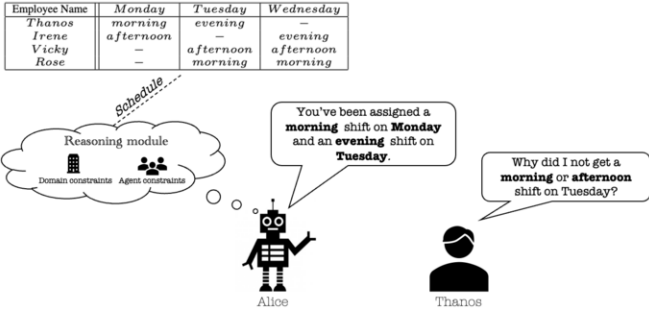 Employee Name Monday Tuesday Wednesday
Thanos morning evening –
Irene afternoon – evening
Vicky – afternoon afternoon
Rose – morning morning
Schedule
Reasoning module
Domain constraints Agent constraints
You've been assigned a
morning shift on Monday
and an evening shift on
Tuesday.
Why did I not get a
morning or afternoon
shift on Tuesday?
Alice
Thanos